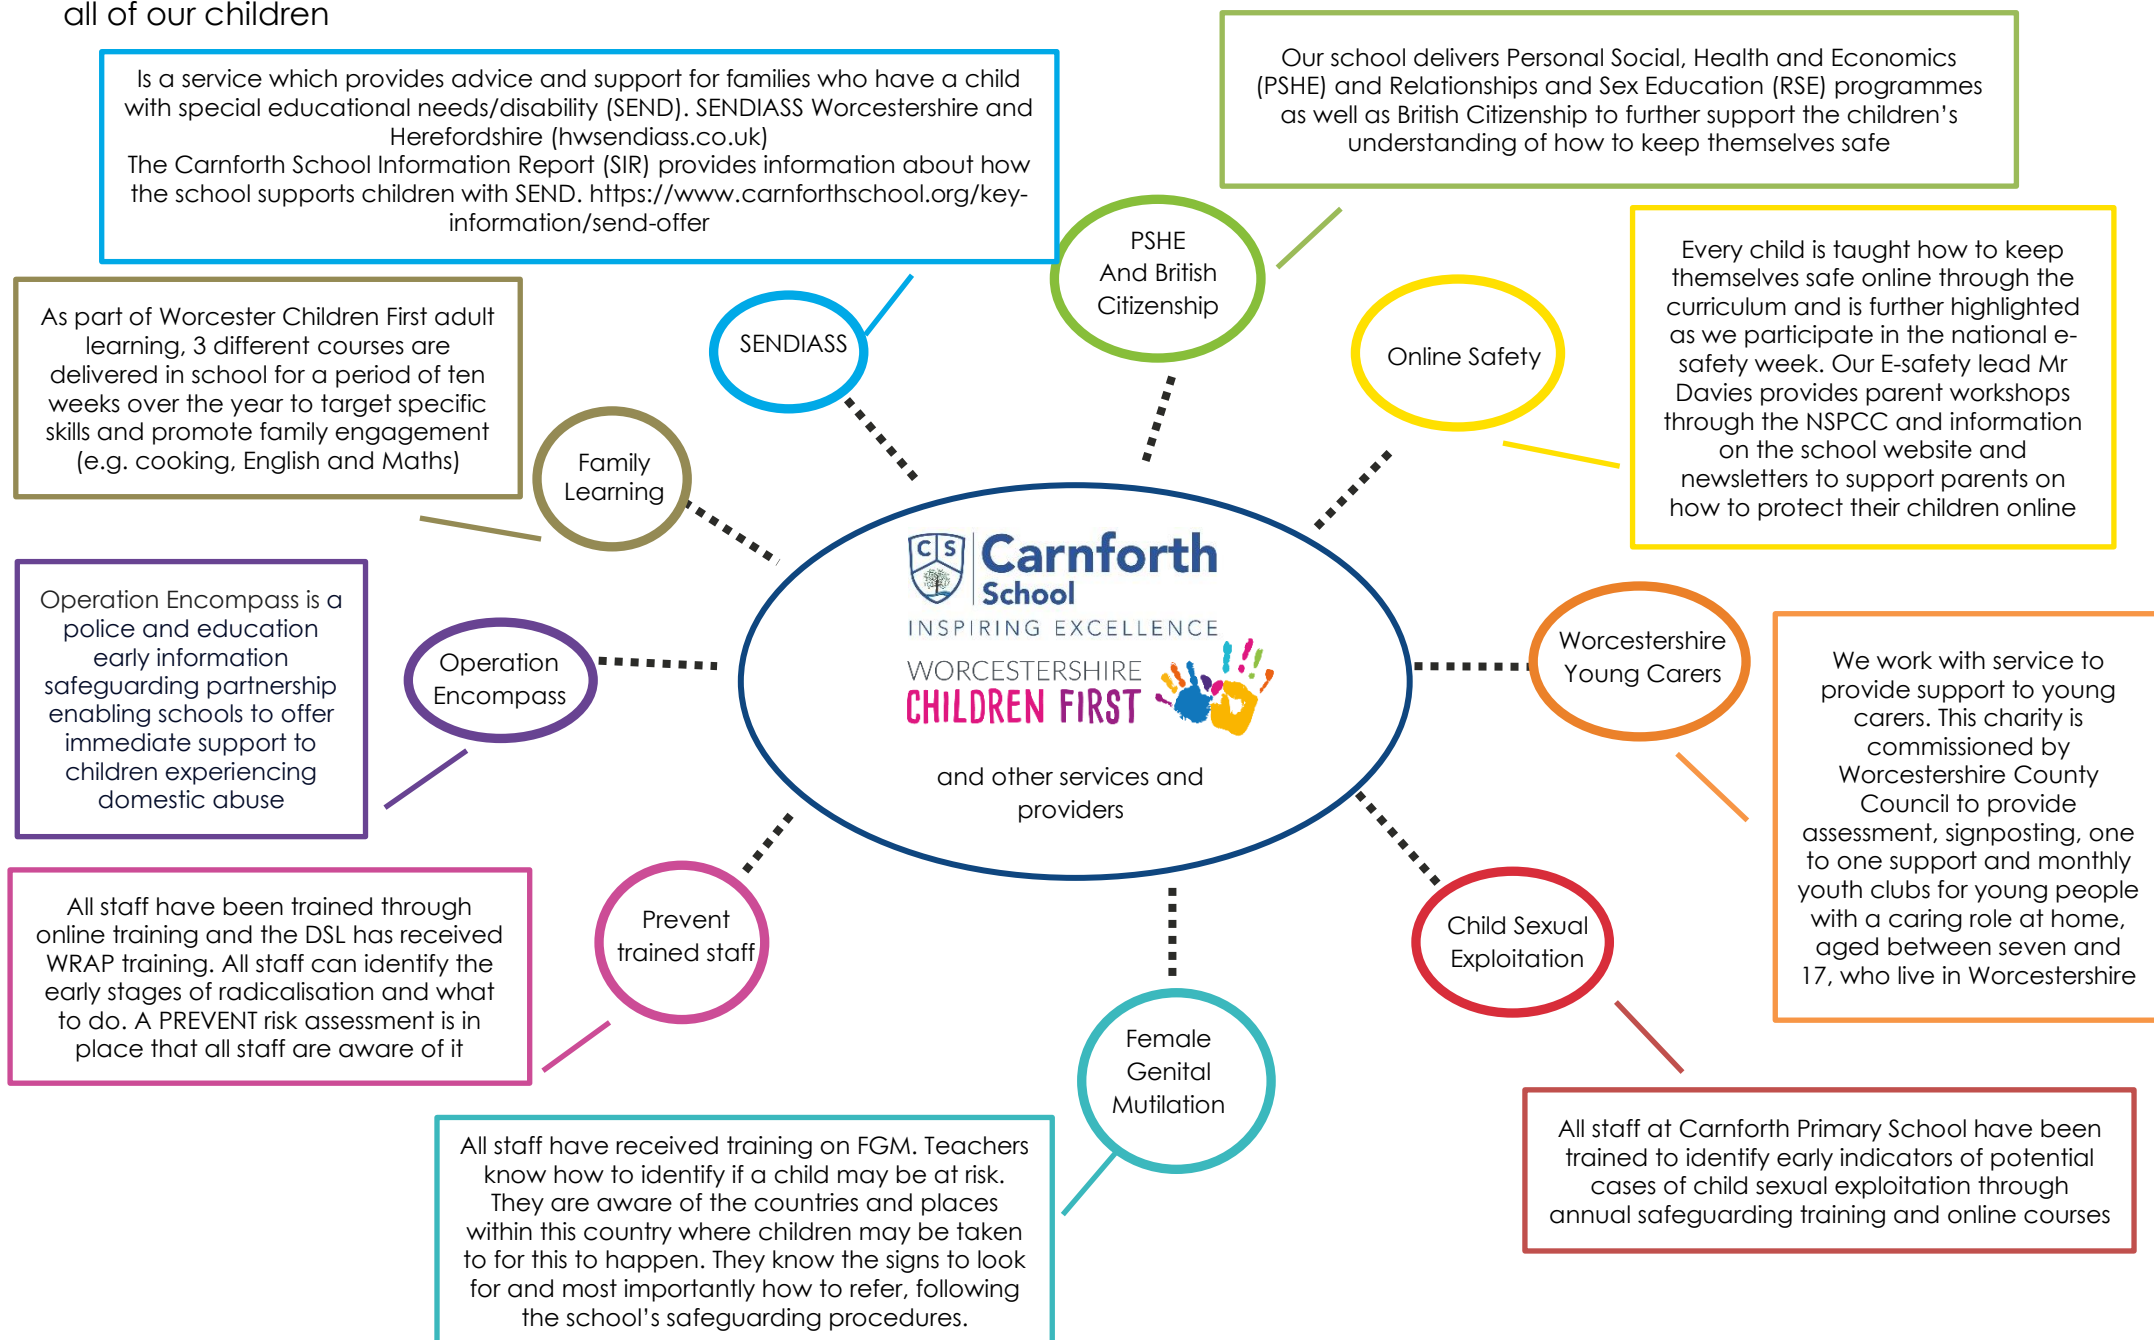 all of our children
Is a service which provides advice and support for families who have a child
with special educational needs/disability (SEND). SENDIASS Worcestershire and
Herefordshire (hwsendiass.co.uk)
The Carnforth School Information Report (SIR) provides information about how
the school supports children with SEND. https://www.carnforthschool.org/key-
information/send-offer
Our school delivers Personal Social, Health and Economics
(PSHE) and Relationships and Sex Education (RSE) programmes
as well as British Citizenship to further support the children's
understanding of how to keep themselves safe
PSHE
And British
Citizenship
Every child is taught how to keep
themselves safe online through the
curriculum and is further highlighted
as we participate in the national e-
safety week. Our E-safety lead Mr
Davies provides parent workshops
through the NSPCC and information
on the school website and
newsletters to support parents on
how to protect their children online
Online Safety
SENDIASS
As part of Worcester Children First adult
learning, 3 different courses are
delivered in school for a period of ten
weeks over the year to target specific
skills and promote family engagement
(e.g. cooking, English and Maths)
Family
Learning
CS
Carnforth
School
INSPIRING EXCELLENCE
WORCESTERSHIRE
CHILDREN FIRST
and other services and
providers
Operation Encompass is a
police and education
early information
safeguarding partnership
enabling schools to offer
immediate support to
children experiencing
domestic abuse
Operation
Encompass
Worcestershire
Young Carers
We work with service to
provide support to young
carers. This charity is
commissioned by
Worcestershire County
Council to provide
assessment, signposting, one
to one support and monthly
youth clubs for young people
with a caring role at home,
aged between seven and
17, who live in Worcestershire
All staff have been trained through
online training and the DSL has received
WRAP training. All staff can identify the
early stages of radicalisation and what
to do. A PREVENT risk assessment is in
place that all staff are aware of it
Prevent
trained staff
Child Sexual
Exploitation
Female
Genital
Mutilation
All staff have received training on FGM. Teachers
know how to identify if a child may be at risk.
They are aware of the countries and places
within this country where children may be taken
to for this to happen. They know the signs to look
for and most importantly how to refer, following
the school's safeguarding procedures.
All staff at Carnforth Primary School have been
trained to identify early indicators of potential
cases of child sexual exploitation through
annual safeguarding training and online courses